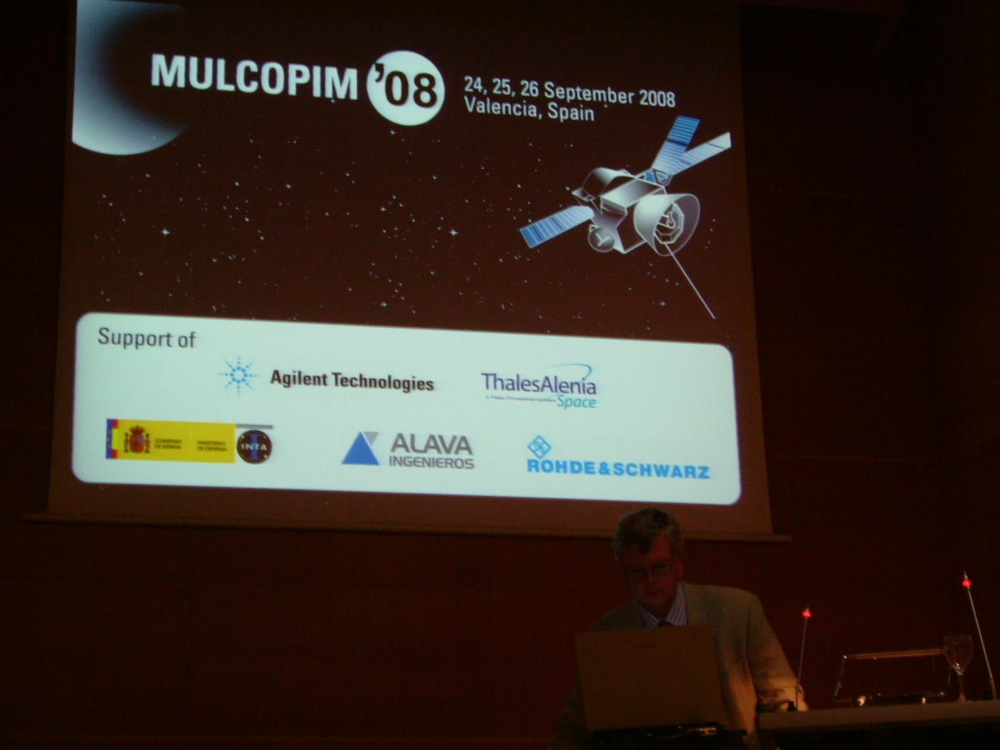 MULCOPIM '08
24, 25, 26 September 2008
Valencia, Spain
Support of
Agilent Technologies
ThalesAlenia
Space
GOBIERNO
DE ESPAÑA
MINISTERIO
DE DEFENSA
INTA
ALAVA
INGENIEROS
ROHDE & SCHWARZ